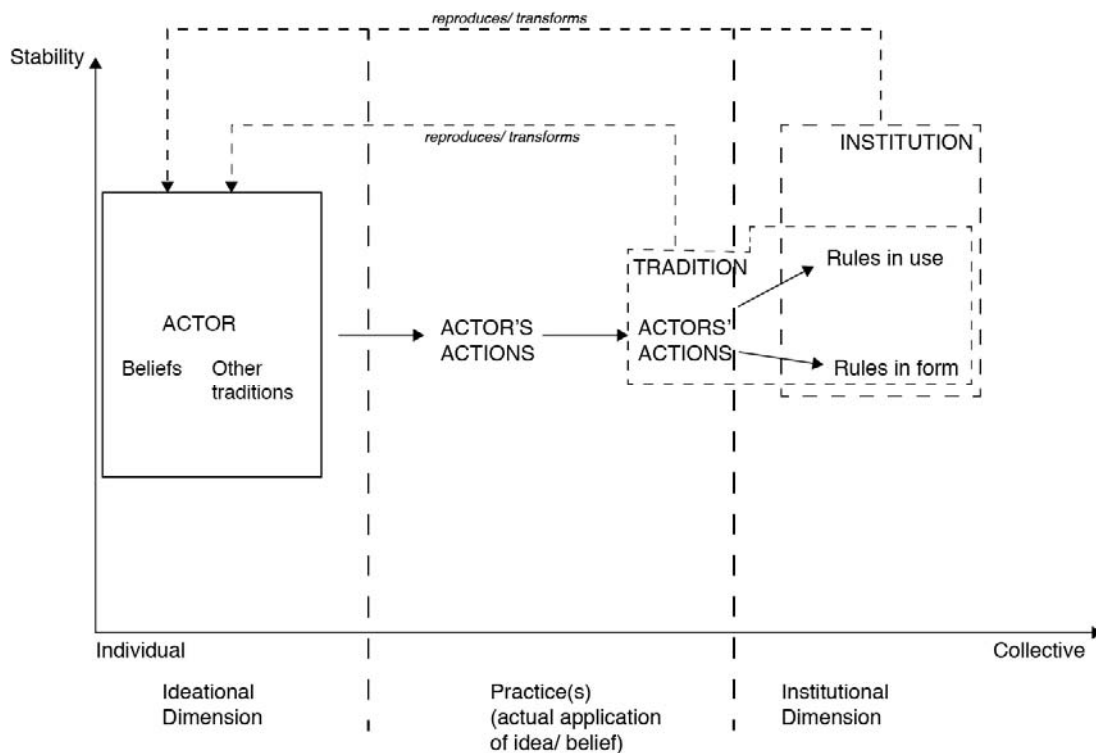 reproduces/ transforms
Stability
reproduces/ transforms
INSTITUTION
TRADITION
Rules in use
ACTOR
Beliefs
Other
traditions
ACTOR'S
ACTIONS
ACTORS'
ACTIONS
Rules in form
Individual
Collective
Ideational
Dimension
Practice(s)
(actual application
of idea/ belief)
Institutional
Dimension